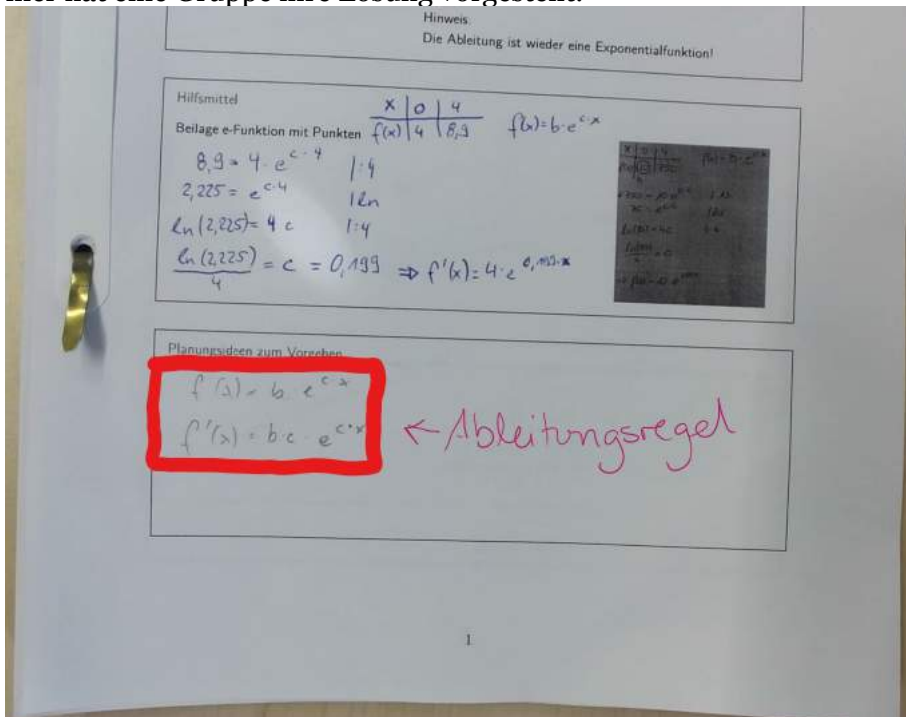 Hinweis.
Die Ableitung ist wieder eine Exponentialfunktion!
Hilfsmittel
Beilage e-Funktion mit Punkten
x | 0 | 4
f(x) | 4 | 8,9
f(x)=b·e^{c·x}
8,9 = 4·e^{c·4} |:4
2,225 = e^{c·4} |ln
ln(2,225) = 4c |:4
ln(2,225)/4 = c = 0,199 ⇒ f'(x)=4·e^{0,199·x}
Planungsideen zum Vorgehen
f(x) = b·e^{c·x}
f'(x) = b·c·e^{c·x}
← Ableitungsregel
1